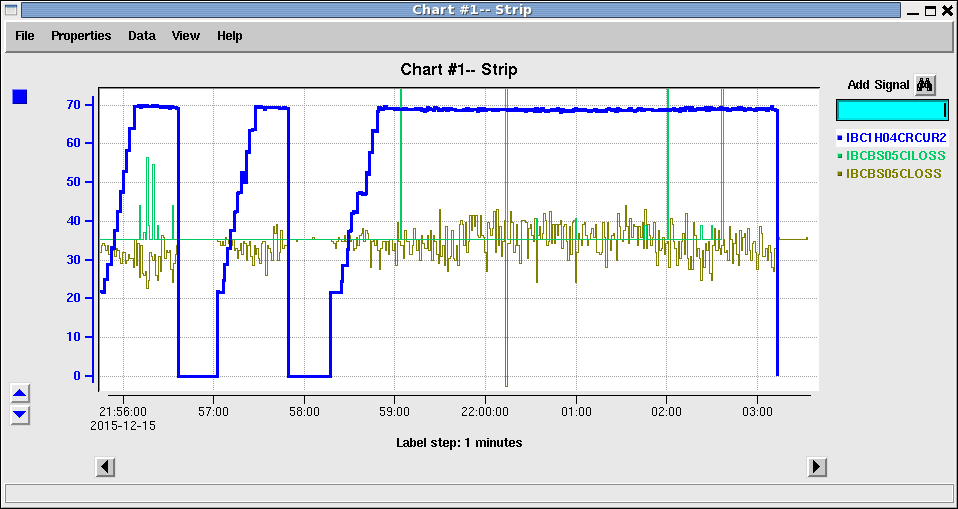 Chart #1-- Strip
File Properties Data View Help
Chart #1-- Strip
Add Signal
IBC1H04CRCUR2
IBCBS05CILOSS
IBCBS05CLOSS
70
60
50
40
30
20
10
0
21:56:00 57:00 58:00 59:00 22:00:00 01:00 02:00 03:00
2015-12-15
Label step: 1 minutes